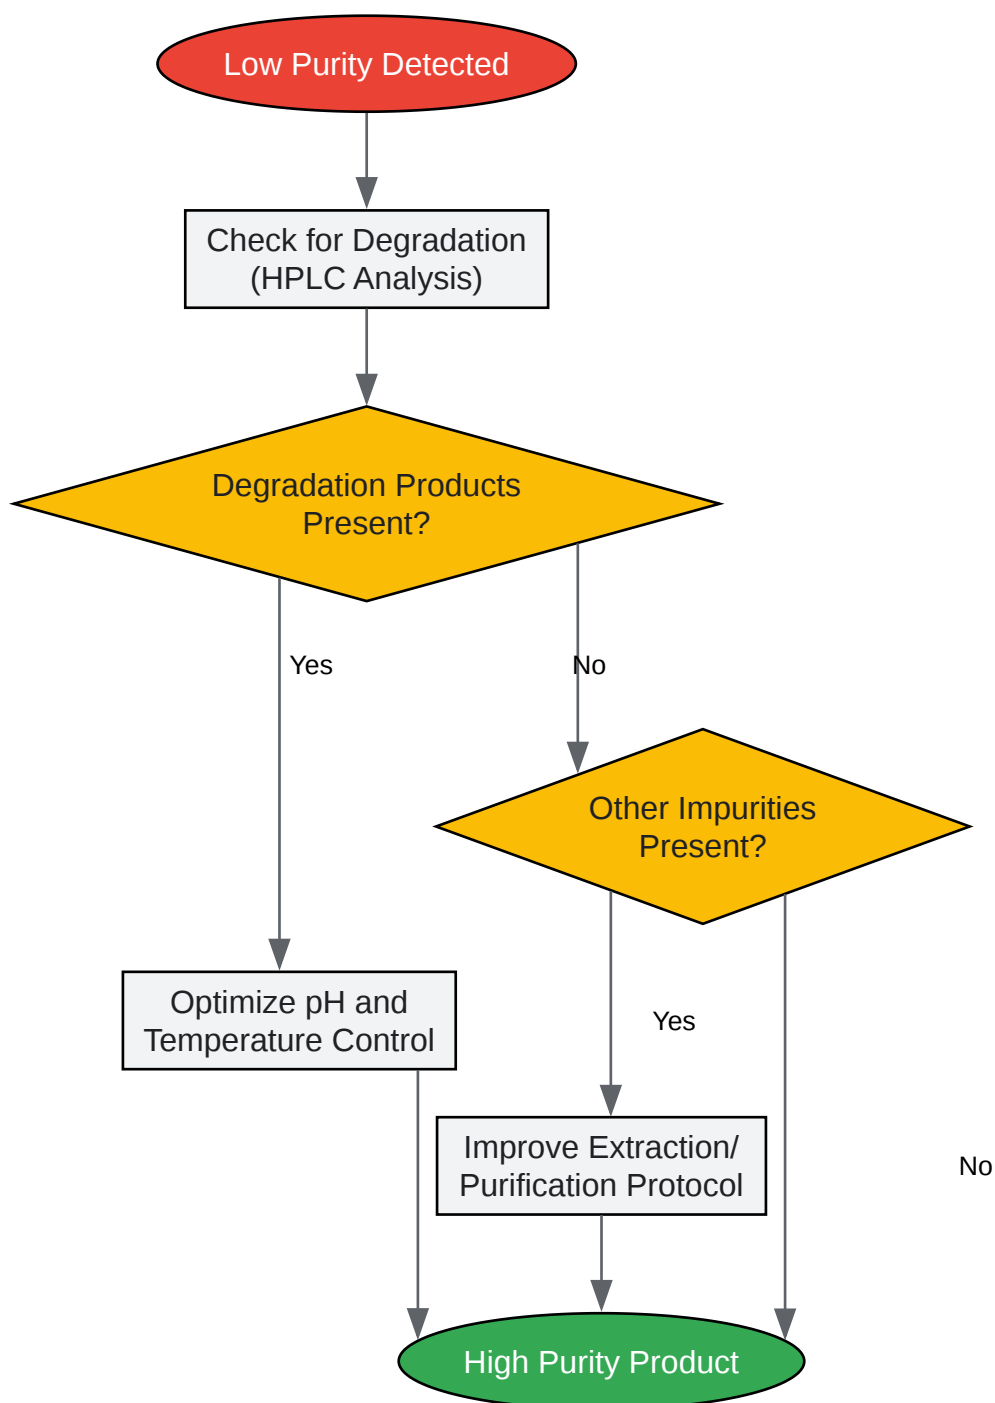 Low Purity Detected
Check for Degradation
(HPLC Analysis)
Degradation Products
Present?
Yes
No
Other Impurities
Present?
Optimize pH and
Temperature Control
Yes
Improve Extraction/
Purification Protocol
No
High Purity Product